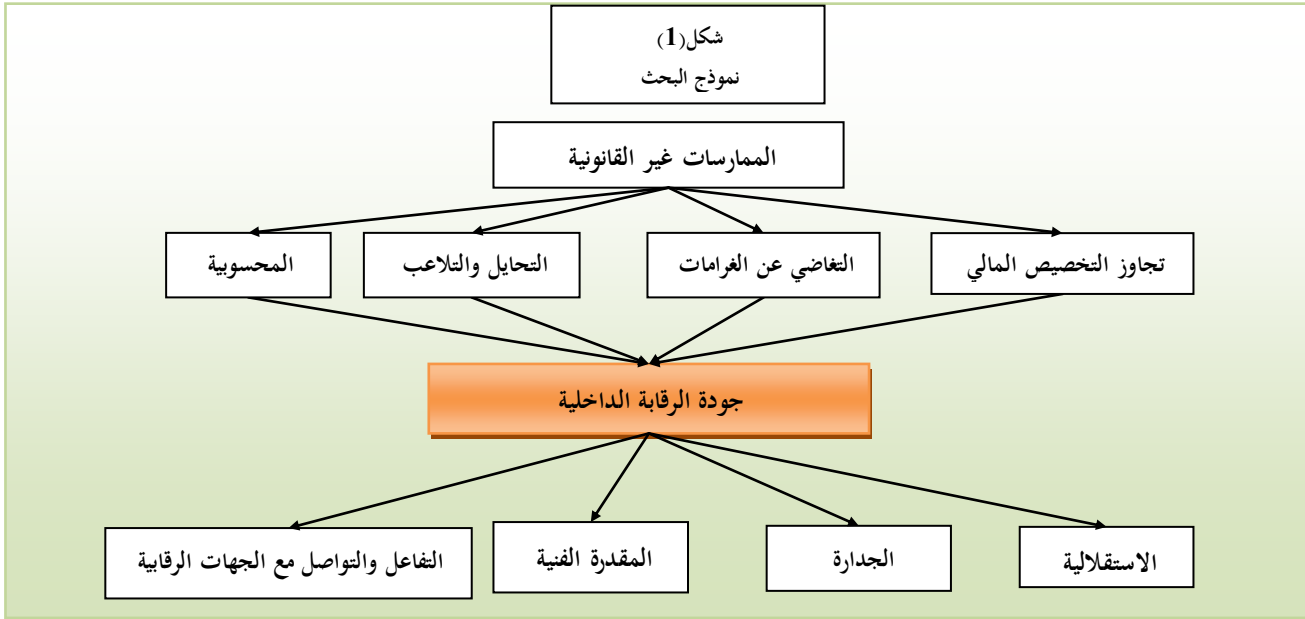 شكل(1)
نموذج البحث
الممارسات غير القانونية
تجاوز التخصيص المالي
التغاضي عن الغرامات
التحايل والتلاعب
المحسوبية
جودة الرقابة الداخلية
الاستقلالية
الجدارة
المقدرة الفنية
التفاعل والتواصل مع الجهات الرقابية